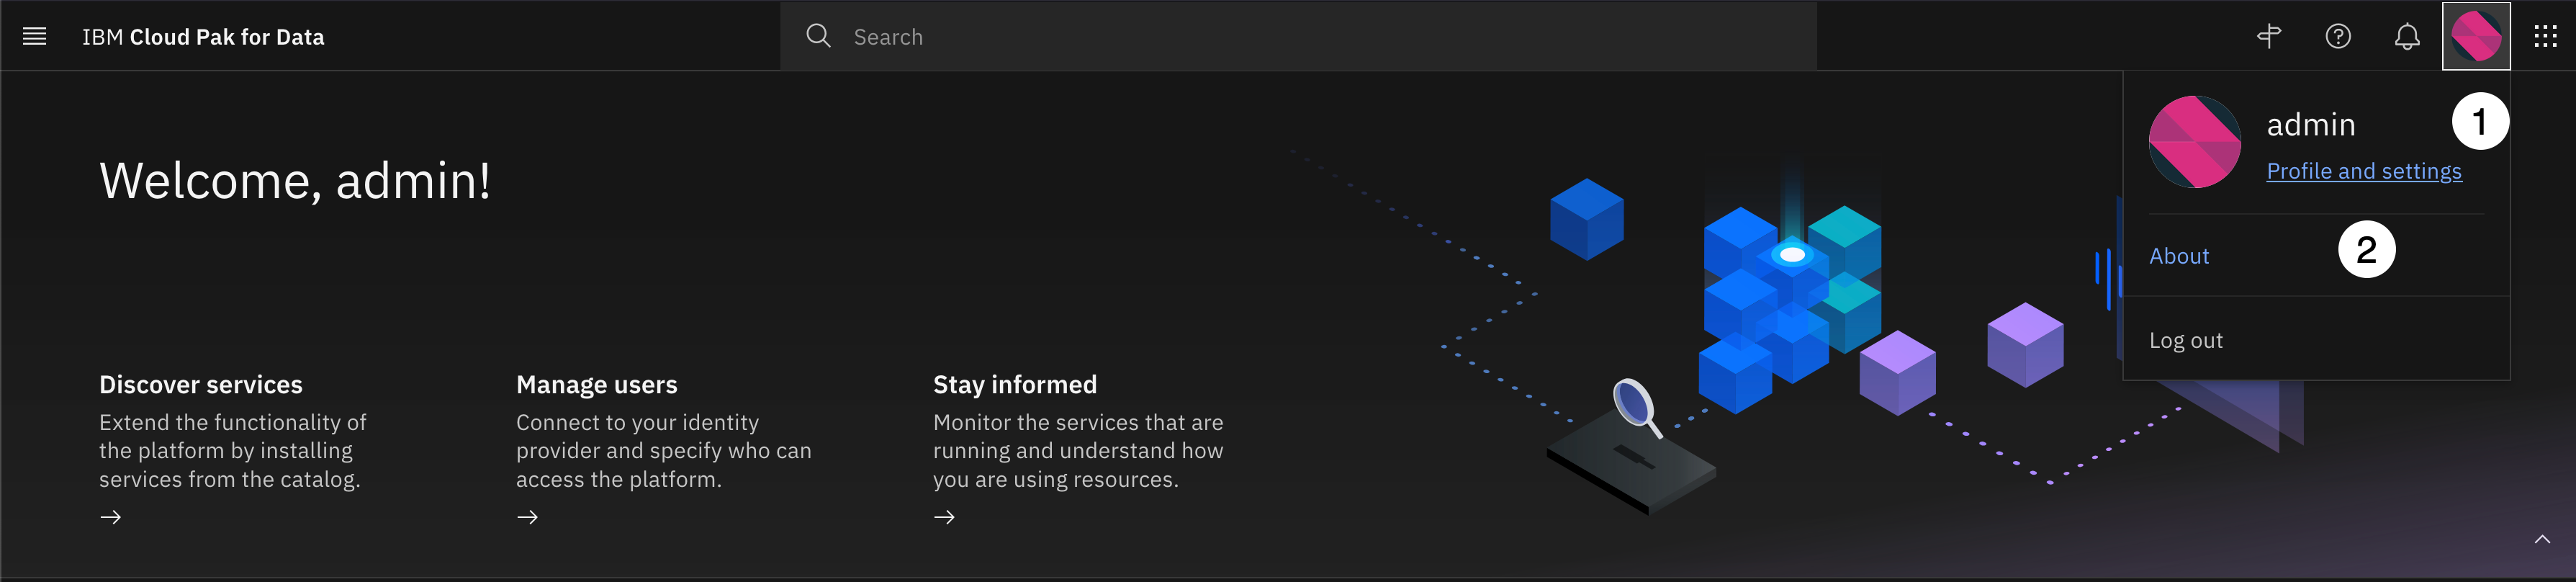 IBM Cloud Pak for Data
Search
admin
1
Profile and settings
About
2
Log out
Welcome, admin!
Discover services
Extend the functionality of
the platform by installing
services from the catalog.
Manage users
Connect to your identity
provider and specify who can
access the platform.
Stay informed
Monitor the services that are
running and understand how
you are using resources.